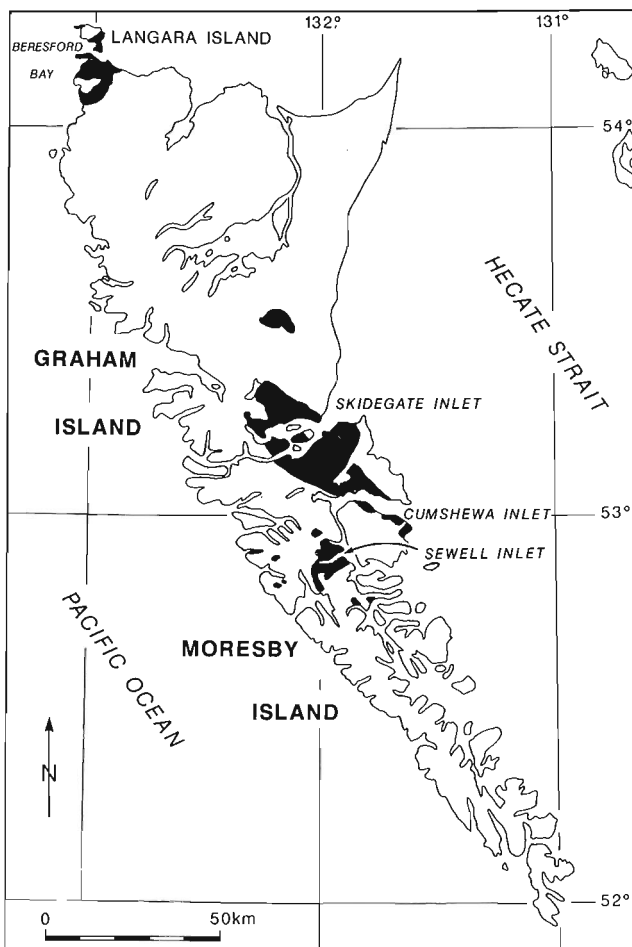 132°
131°
LANGARA ISLAND
BERESFORD
BAY
54°
HECATE STRAIT
GRAHAM
ISLAND
SKIDEGATE INLET
53°
CUMSHEWA INLET
SEWELL INLET
PACIFIC OCEAN
MORESBY
ISLAND
N
52°
0 50km